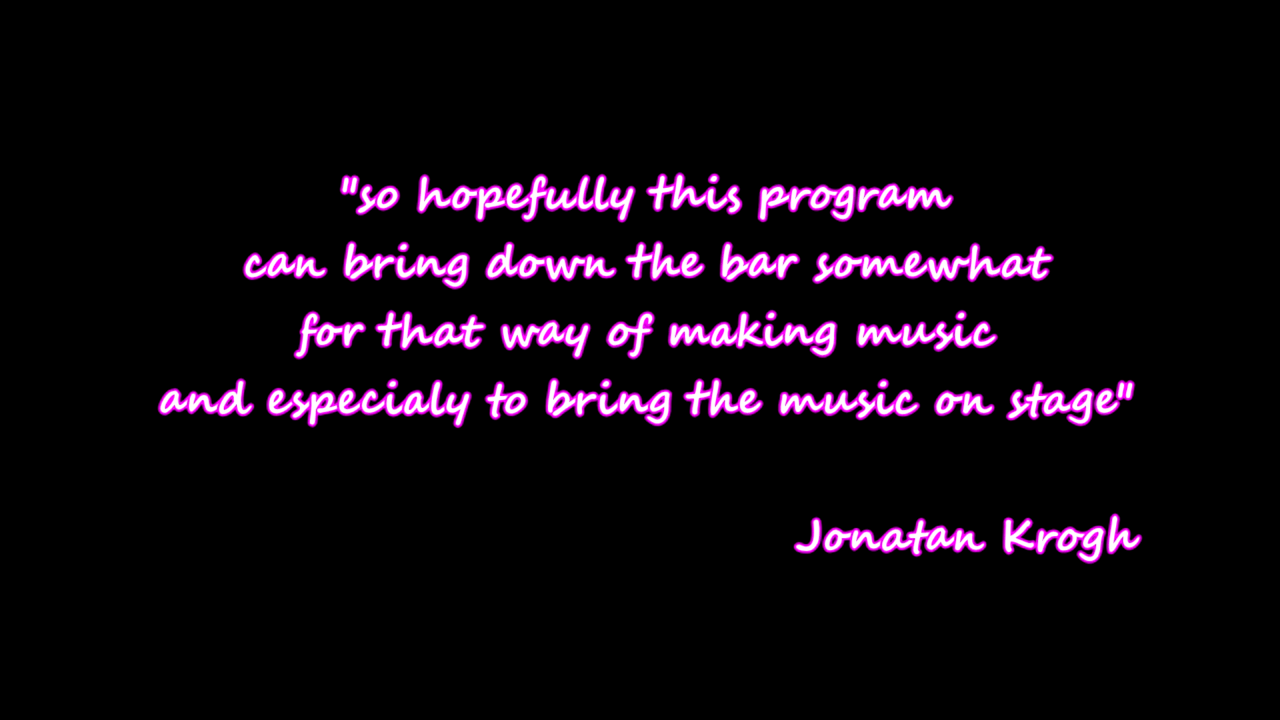 "so hopefully this program
can bring down the bar somewhat
for that way of making music
and especialy to bring the music on stage"
Jonatan Krogh